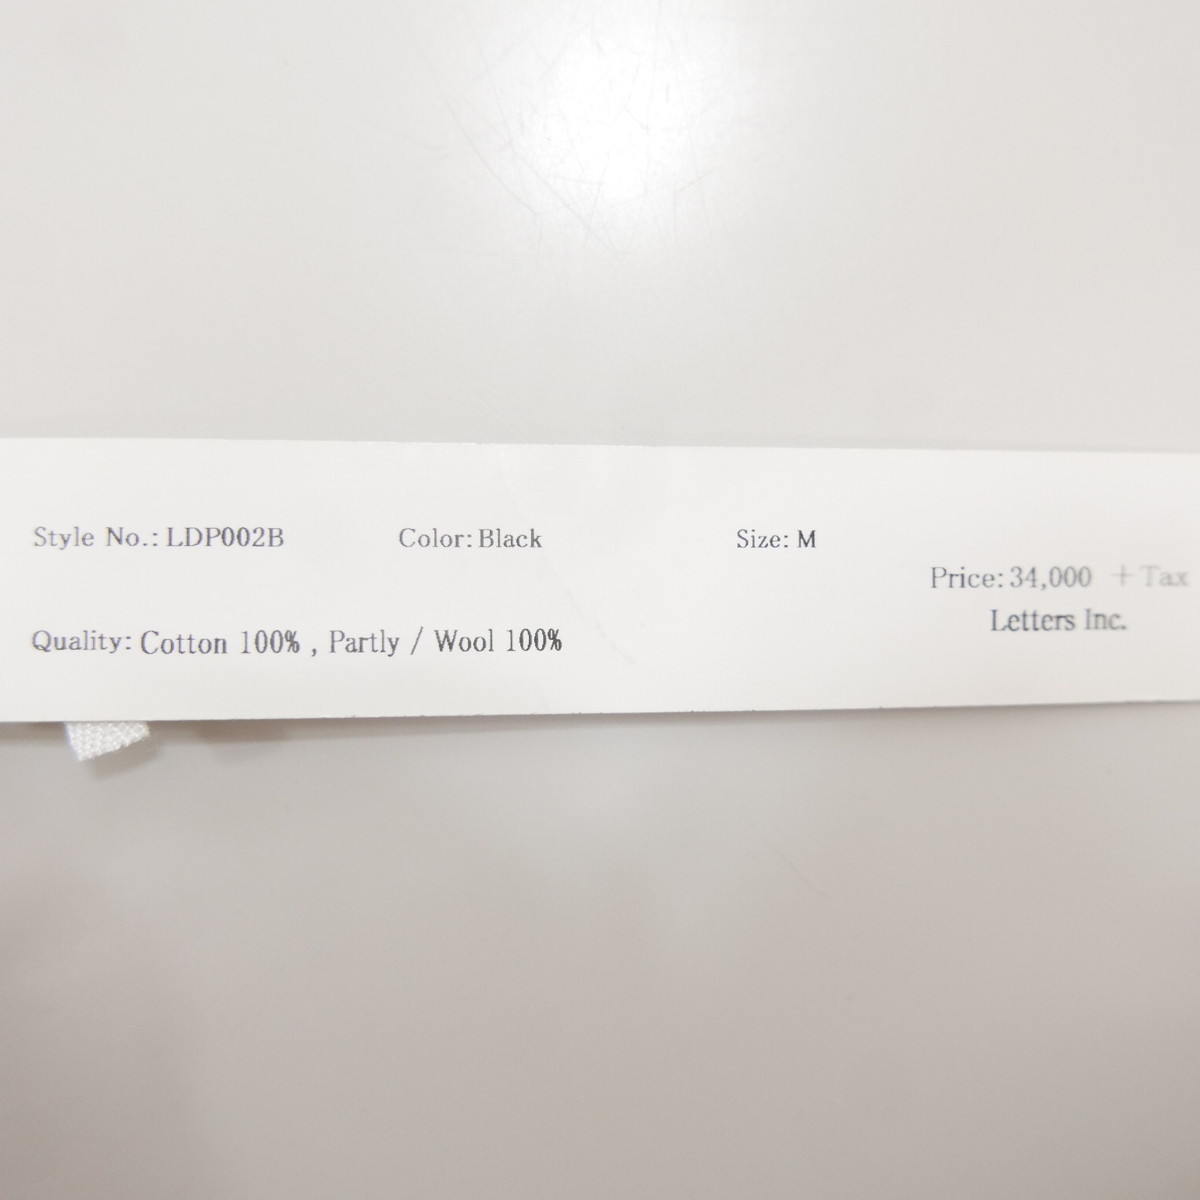 Style No.: LDP002B Color: Black Size: M
Price: 34,000 + Tax
Letters Inc.
Quality: Cotton 100% , Partly / Wool 100%